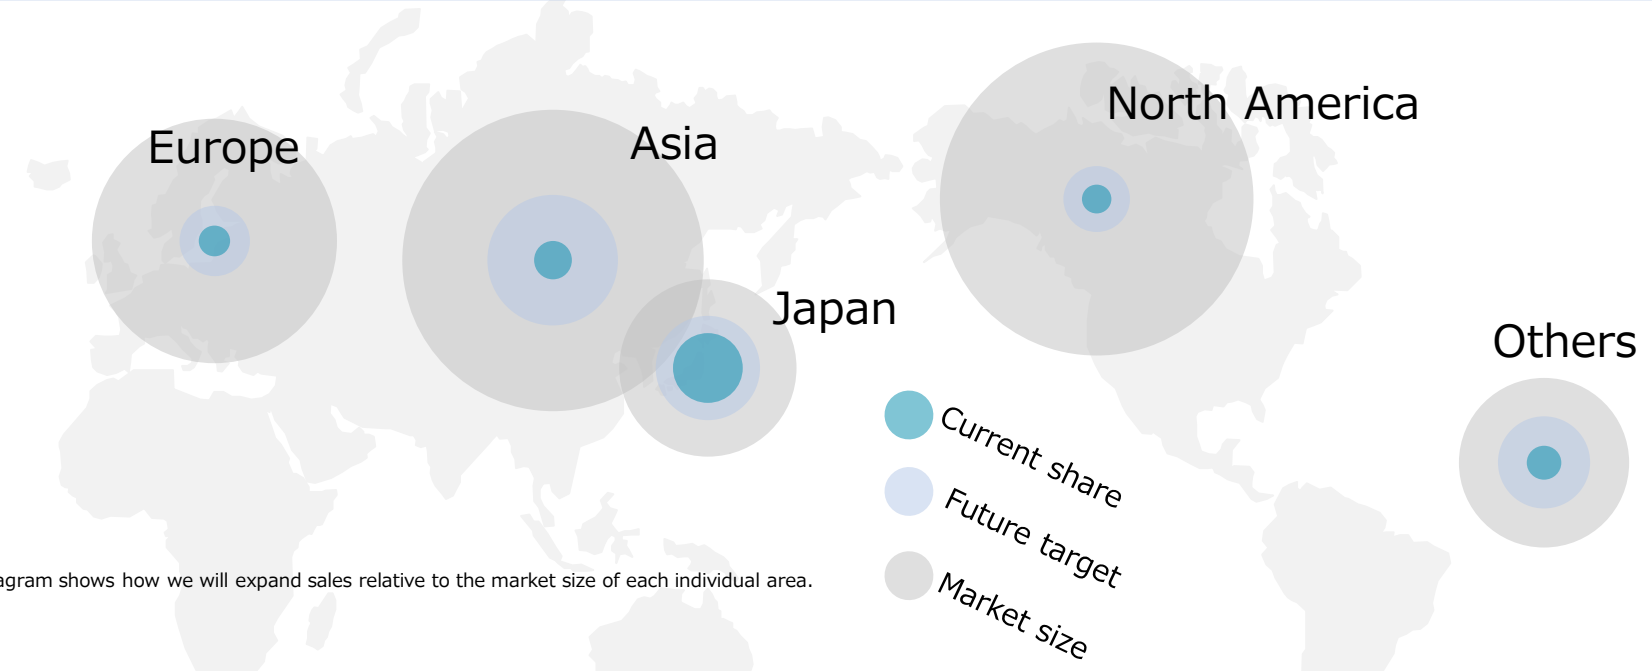 North America
Asia
Europe
Japan
Others
Current share
Future target
agram shows how we will expand sales relative to the market size of each individual area.
Market size